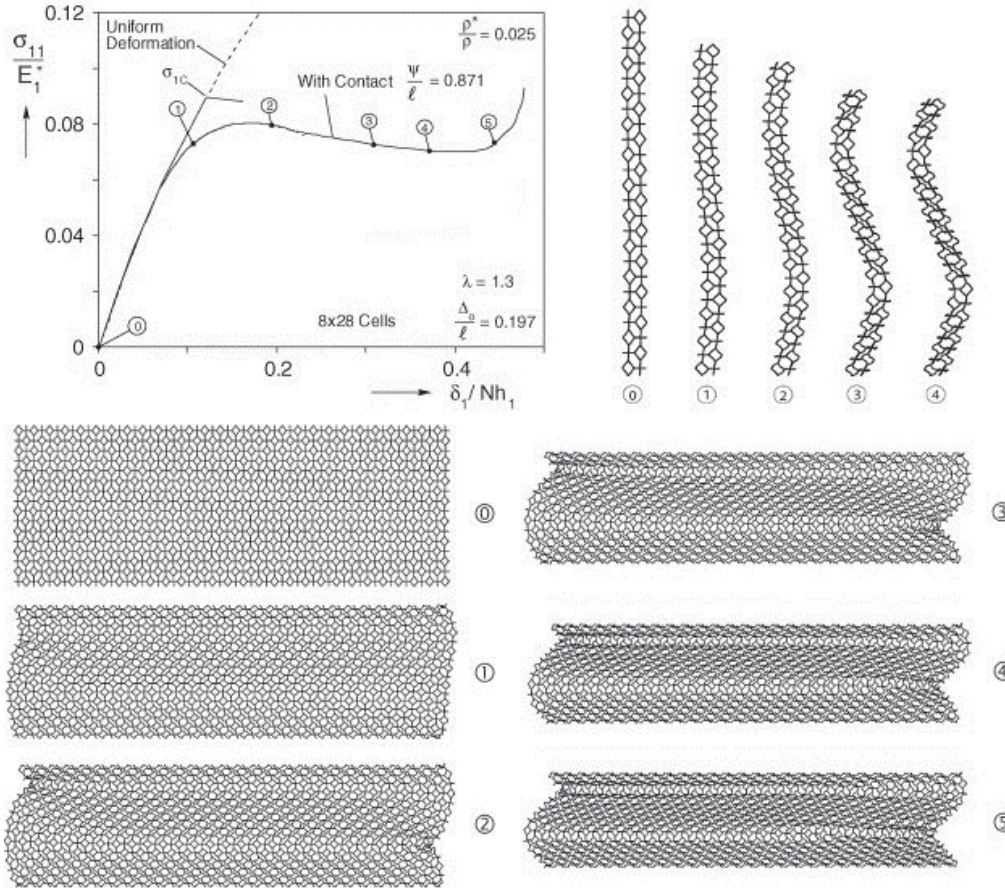 0.12
σ₁₁
E₁*
Uniform
Deformation
ρ*
ρ
= 0.025
σ1C
With Contact
ψ
ℓ
= 0.871
①
②
③
④
⑤
0.08
0.04
λ = 1.3
8x28 Cells
Δo
ℓ
= 0.197
⓪
0
0
0.2
0.4
δ₁/ Nh₁
⓪
①
②
③
④
⓪
③
①
④
②
⑤